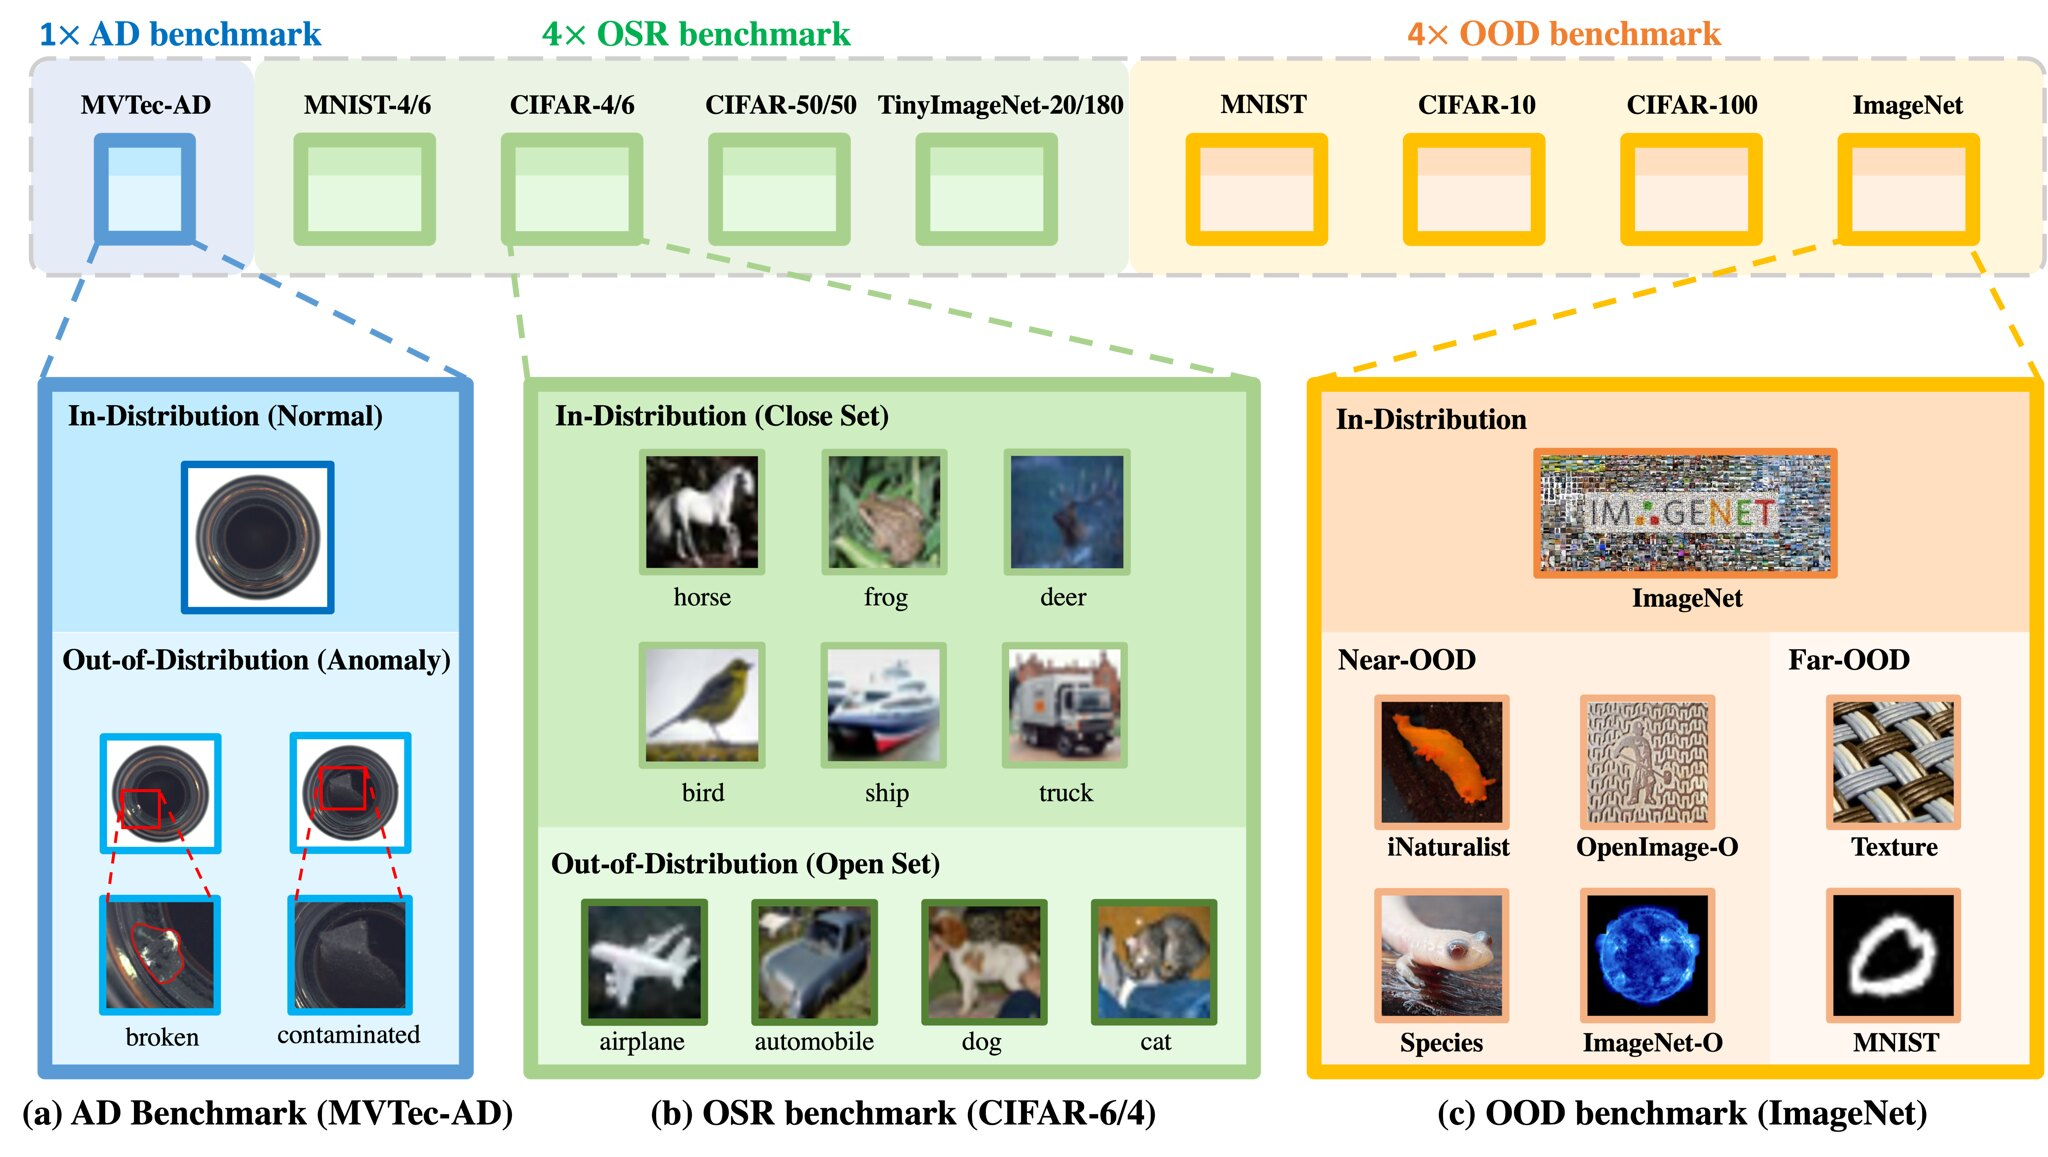 1× AD benchmark
4× OSR benchmark
4× OOD benchmark
MVTec-AD
MNIST-4/6
CIFAR-4/6
CIFAR-50/50
TinyImageNet-20/180
MNIST
CIFAR-10
CIFAR-100
ImageNet
In-Distribution (Normal)
Out-of-Distribution (Anomaly)
broken
contaminated
(a) AD Benchmark (MVTec-AD)
In-Distribution (Close Set)
horse
frog
deer
bird
ship
truck
Out-of-Distribution (Open Set)
airplane
automobile
dog
cat
(b) OSR benchmark (CIFAR-6/4)
In-Distribution
IMAGENET
ImageNet
Near-OOD
iNaturalist
OpenImage-O
Species
ImageNet-O
Far-OOD
Texture
MNIST
(c) OOD benchmark (ImageNet)